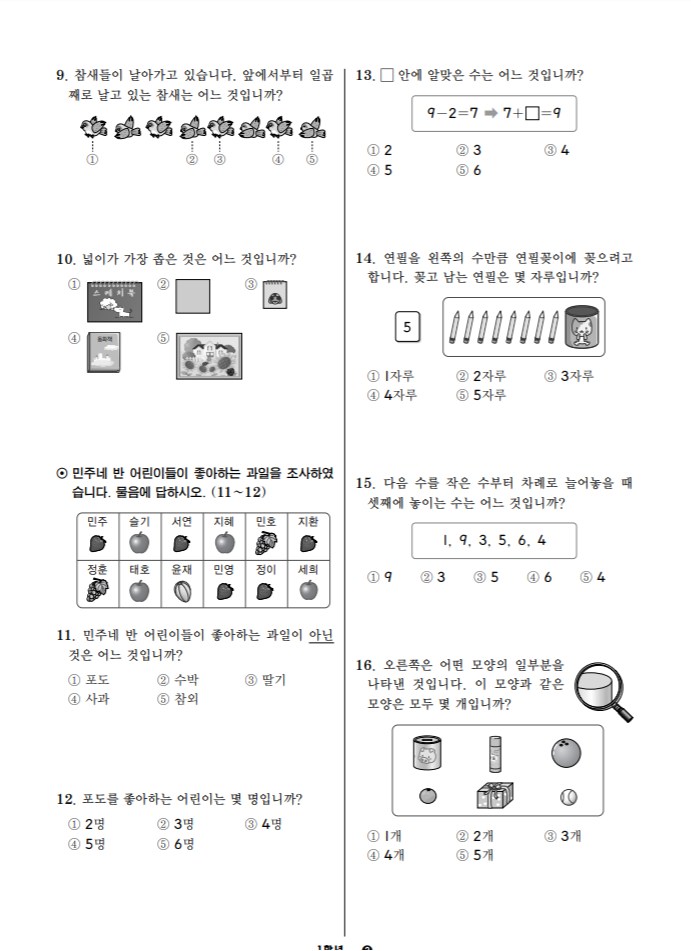 9. 참새들이 날아가고 있습니다. 앞에서부터 일곱
째로 날고 있는 참새는 어느 것입니까?
① ② ③ ④ ⑤
10. 넓이가 가장 좁은 것은 어느 것입니까?
① 스케치북 ② ③
④ 동화책 ⑤
⊙ 민주네 반 어린이들이 좋아하는 과일을 조사하였
습니다. 물음에 답하시오. (11~12)
민주 슬기 서연 지혜 민호 지환
정훈 태호 윤재 민영 정이 세희
11. 민주네 반 어린이들이 좋아하는 과일이 아닌
것은 어느 것입니까?
① 포도 ② 수박 ③ 딸기
④ 사과 ⑤ 참외
12. 포도를 좋아하는 어린이는 몇 명입니까?
① 2명 ② 3명 ③ 4명
④ 5명 ⑤ 6명
13. □ 안에 알맞은 수는 어느 것입니까?
9-2=7 ➡ 7+□=9
① 2 ② 3 ③ 4
④ 5 ⑤ 6
14. 연필을 왼쪽의 수만큼 연필꽂이에 꽂으려고
합니다. 꽂고 남는 연필은 몇 자루입니까?
5
① 1자루 ② 2자루 ③ 3자루
④ 4자루 ⑤ 5자루
15. 다음 수를 작은 수부터 차례로 늘어놓을 때
셋째에 놓이는 수는 어느 것입니까?
1, 9, 3, 5, 6, 4
① 9 ② 3 ③ 5 ④ 6 ⑤ 4
16. 오른쪽은 어떤 모양의 일부분을
나타낸 것입니다. 이 모양과 같은
모양은 모두 몇 개입니까?
① 1개 ② 2개 ③ 3개
④ 4개 ⑤ 5개
1학년